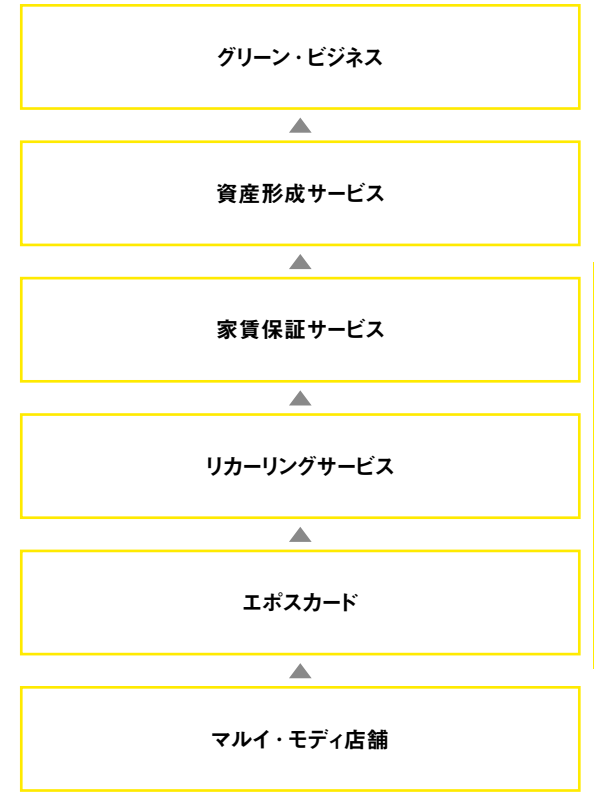 グリーン・ビジネス
資産形成サービス
家賃保証サービス
リカーリングサービス
エポスカード
マルイ・モディ店舗